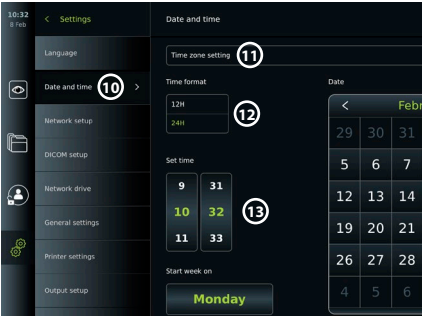 10:32
8 Feb
Settings
Language
Date and time 10
Network setup
DICOM setup
Network drive
General settings
Printer settings
Output setup
Date and time
Time zone setting 11
Time format
12H
24H
12
Set time
9 31
10 32
11 33
13
Start week on
Monday
Date
Febr
29 30 31
5 6 7
12 13 14
19 20 21
26 27 28
4 5 6